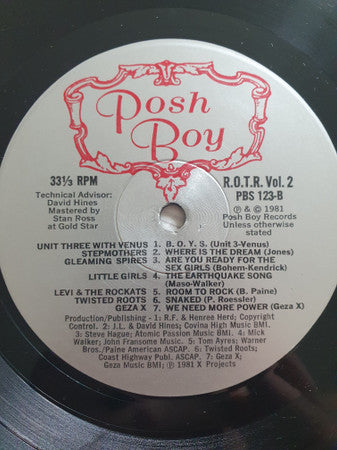 Posh
Boy
33⅓ RPM
Technical Advisor:
David Hines
Mastered by
Stan Ross
at Gold Star
R.O.T.R. Vol. 2
PBS 123-B
℗ & © 1981
Posh Boy Records
Unless otherwise
stated
UNIT THREE WITH VENUS 1 • B. O. Y. S. (Unit 3-Venus)
STEPMOTHERS 2 • WHERE IS THE DREAM (Jones)
GLEAMING SPIRES 3 • ARE YOU READY FOR THE
SEX GIRLS (Bohem-Kendrick)
LITTLE GIRLS 4 • THE EARTHQUAKE SONG
(Maso-Walker)
LEVI & THE ROCKATS 5 • ROOM TO ROCK (B. Paine)
TWISTED ROOTS 6 • SNAKED (P. Roessler)
GEZA X 7 • WE NEED MORE POWER (Geza X)
Production/Publishing - 1 • R.F. & Henree Herd; Copyright
Control. 2 • J.L. & David Hines; Covina High Music BMI.
• 3 Steve Hague; Atomic Passion Music BMI. • 4 Mick
Walker; John Fransome Music. • 5 Tom Ayres; Warner
Bros./Paine American ASCAP. • 6 Twisted Roots;
Coast Highway Publ. ASCAP. • 7 Geza X;
Geza Music BMI; ℗ 1981 X Projects